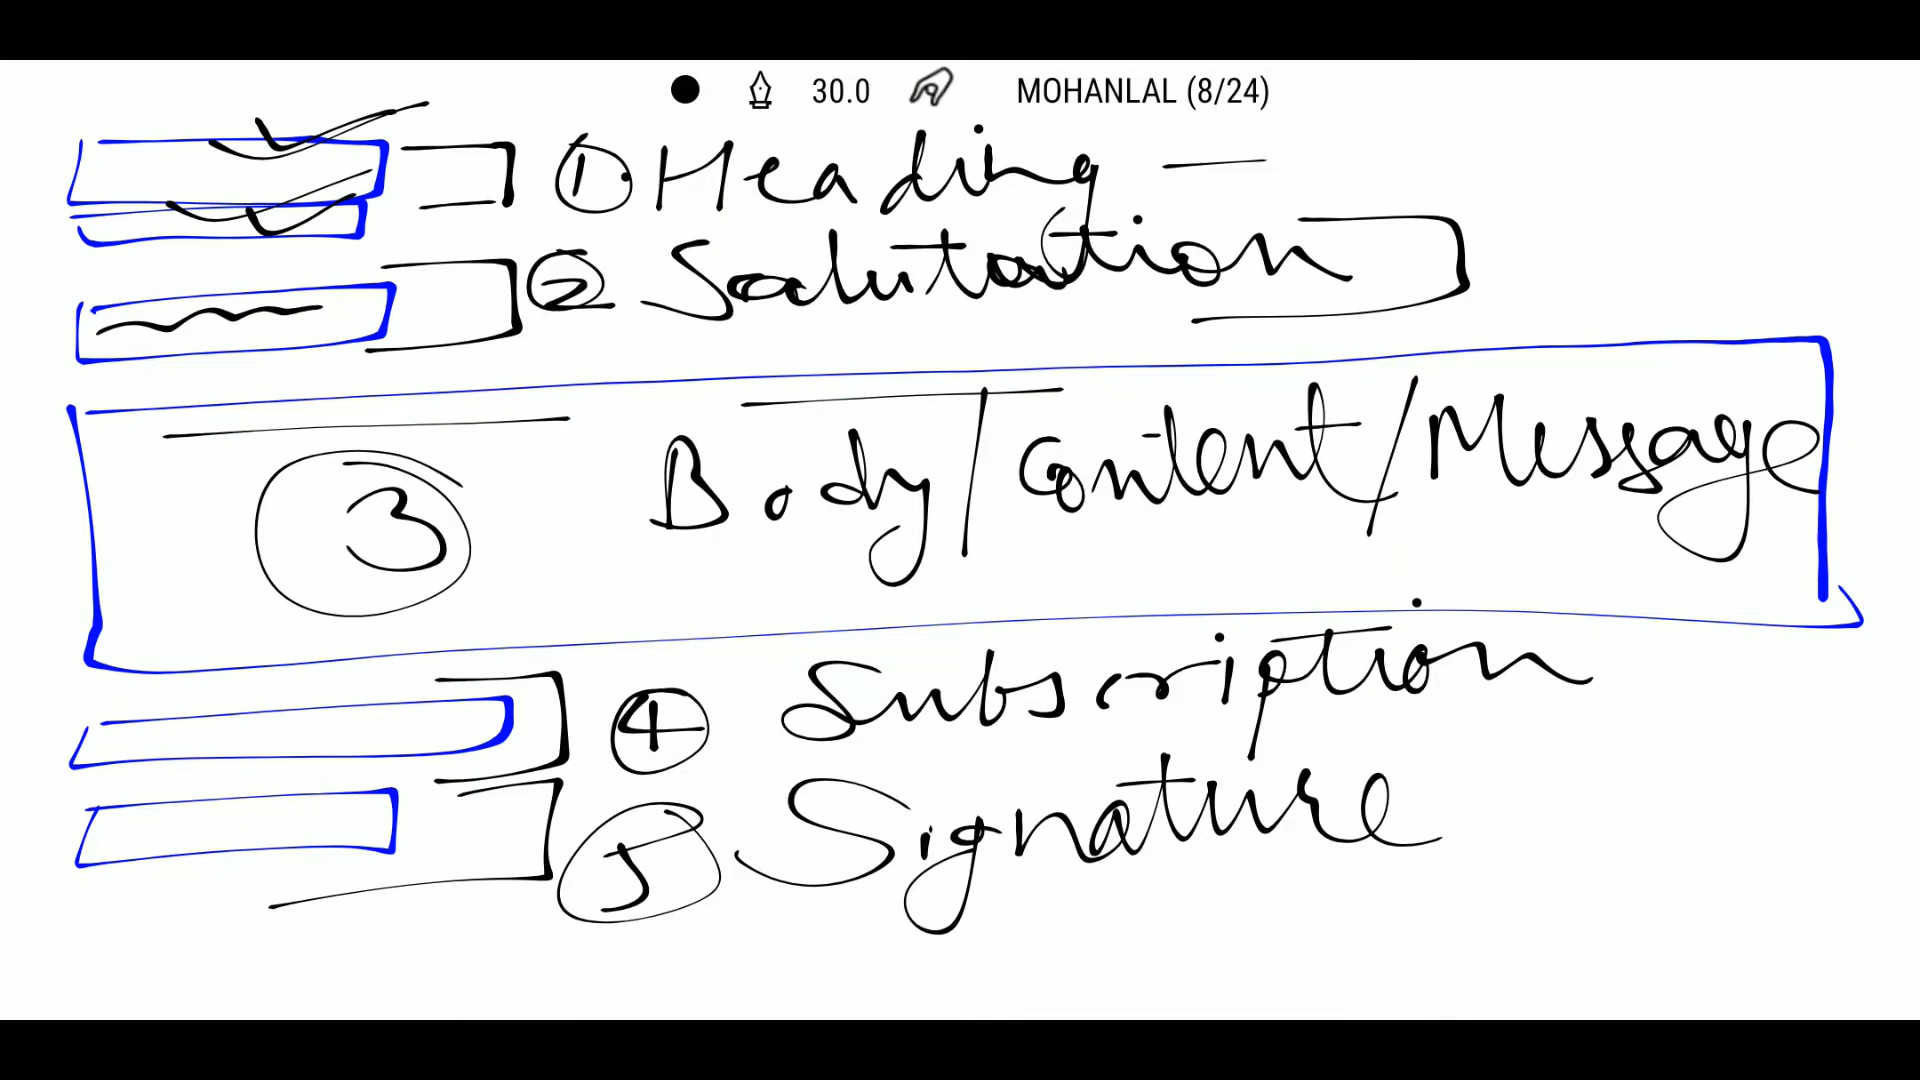 30.0 MOHANLAL (8/24)
1. Heading
2 Salutation
3 Body/Content/Message
4 Subscription
5 Signature